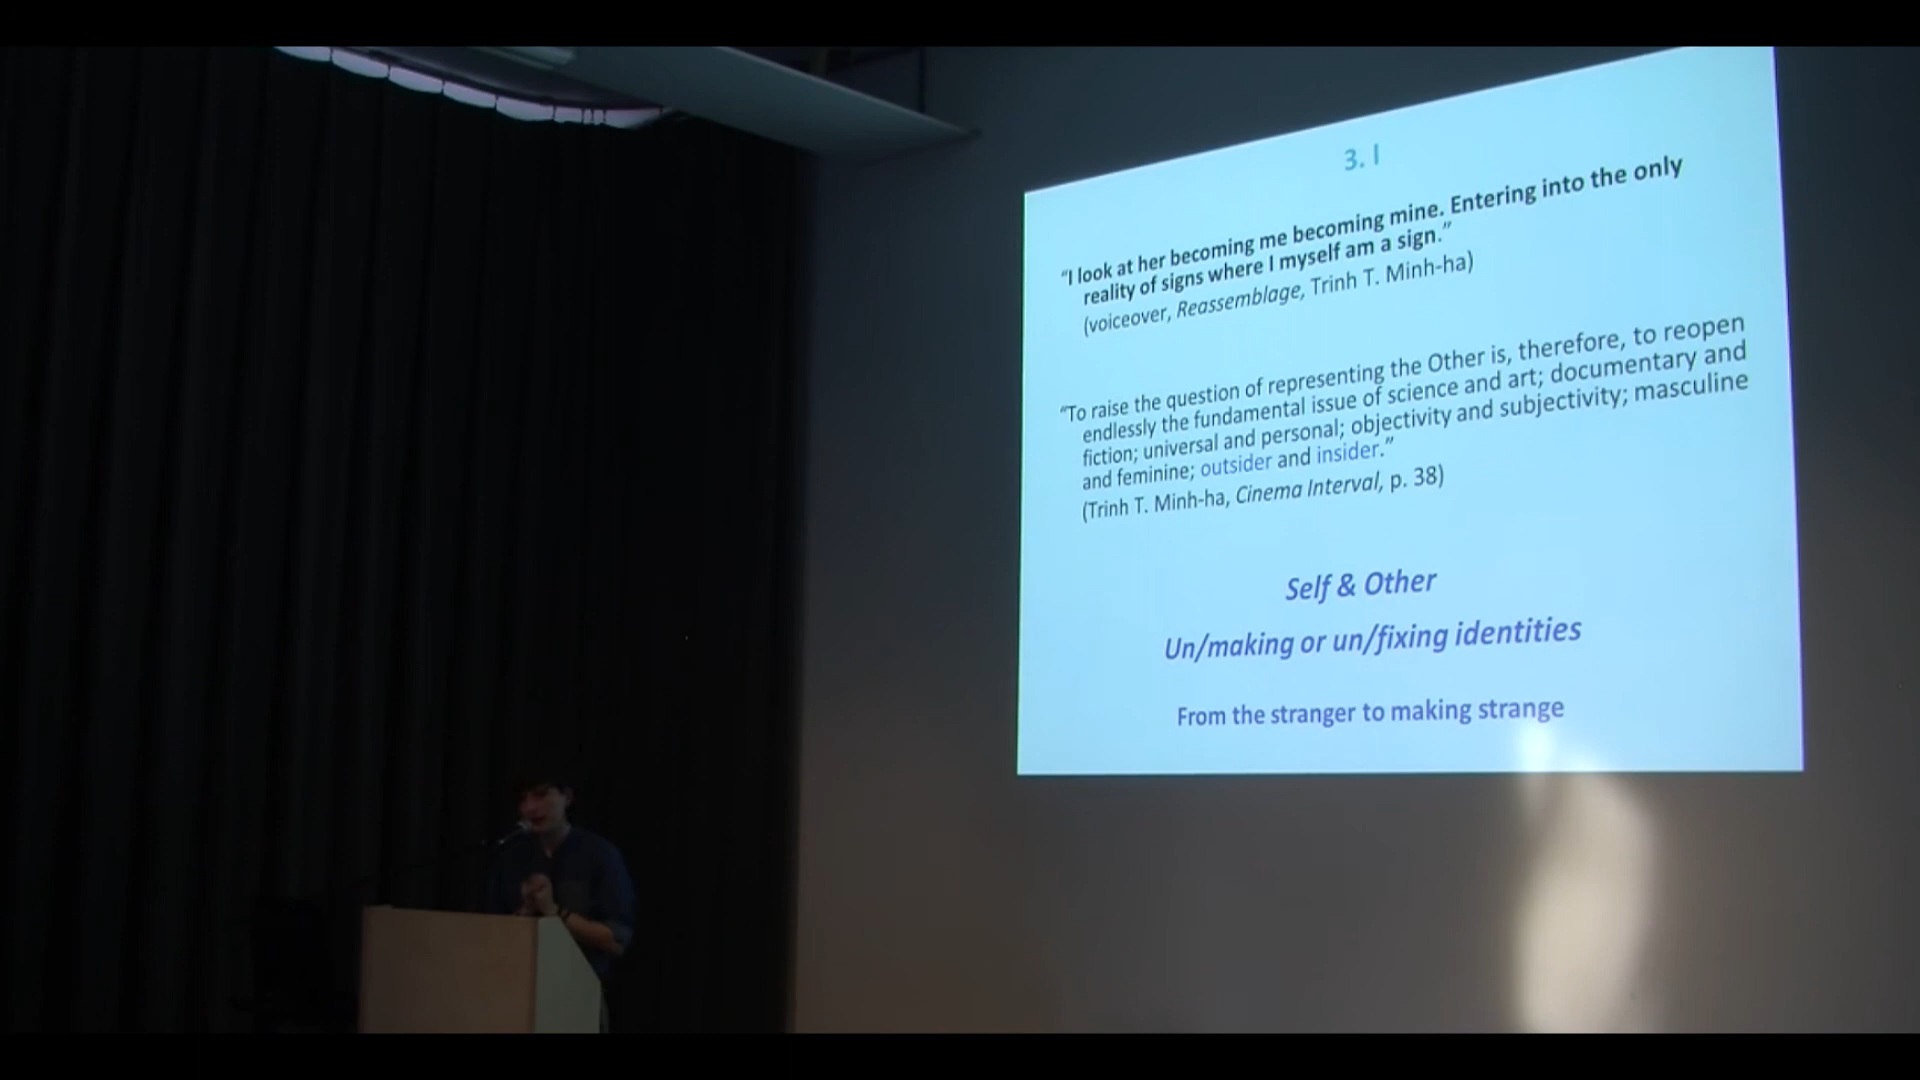 3. I
“I look at her becoming me becoming mine. Entering into the only
reality of signs where I myself am a sign.”
(voiceover, Reassemblage, Trinh T. Minh-ha)
“To raise the question of representing the Other is, therefore, to reopen
endlessly the fundamental issue of science and art; documentary and
fiction; universal and personal; objectivity and subjectivity; masculine
and feminine; outsider and insider.”
(Trinh T. Minh-ha, Cinema Interval, p. 38)
Self & Other
Un/making or un/fixing identities
From the stranger to making strange